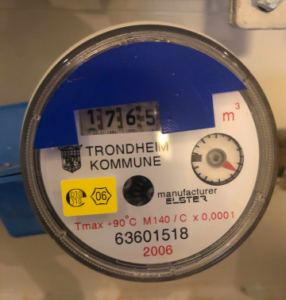 1765
m³
TRONDHEIM
KOMMUNE
06
manufacturer
ELSTER
Tmax +90°C M140 / C x 0,0001
63601518
2006